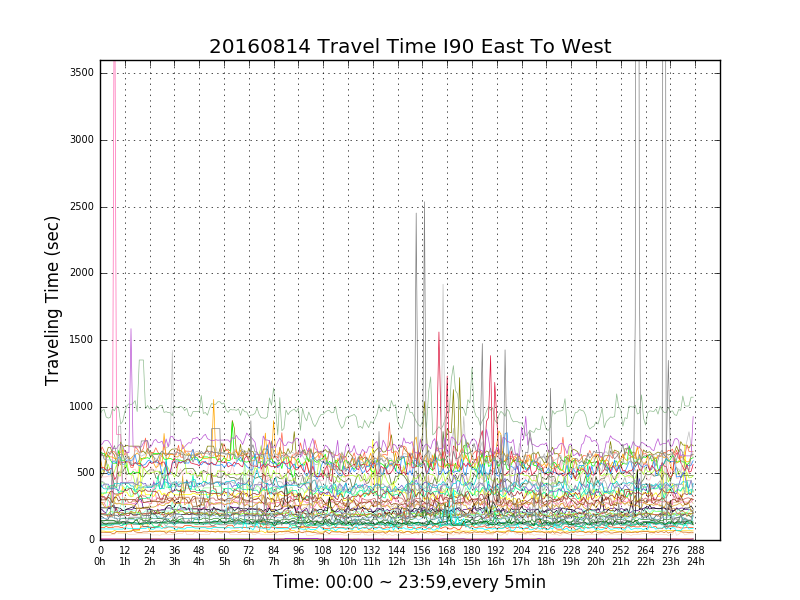 20160814 Travel Time I90 East To West
3500
3000
2500
2000
1500
1000
500
0
Traveling Time (sec)
0 12 24 36 48 60 72 84 96 108 120 132 144 156 168 180 192 204 216 228 240 252 264 276 288
0h 1h 2h 3h 4h 5h 6h 7h 8h 9h 10h 11h 12h 13h 14h 15h 16h 17h 18h 19h 20h 21h 22h 23h 24h
Time: 00:00 ~ 23:59,every 5min